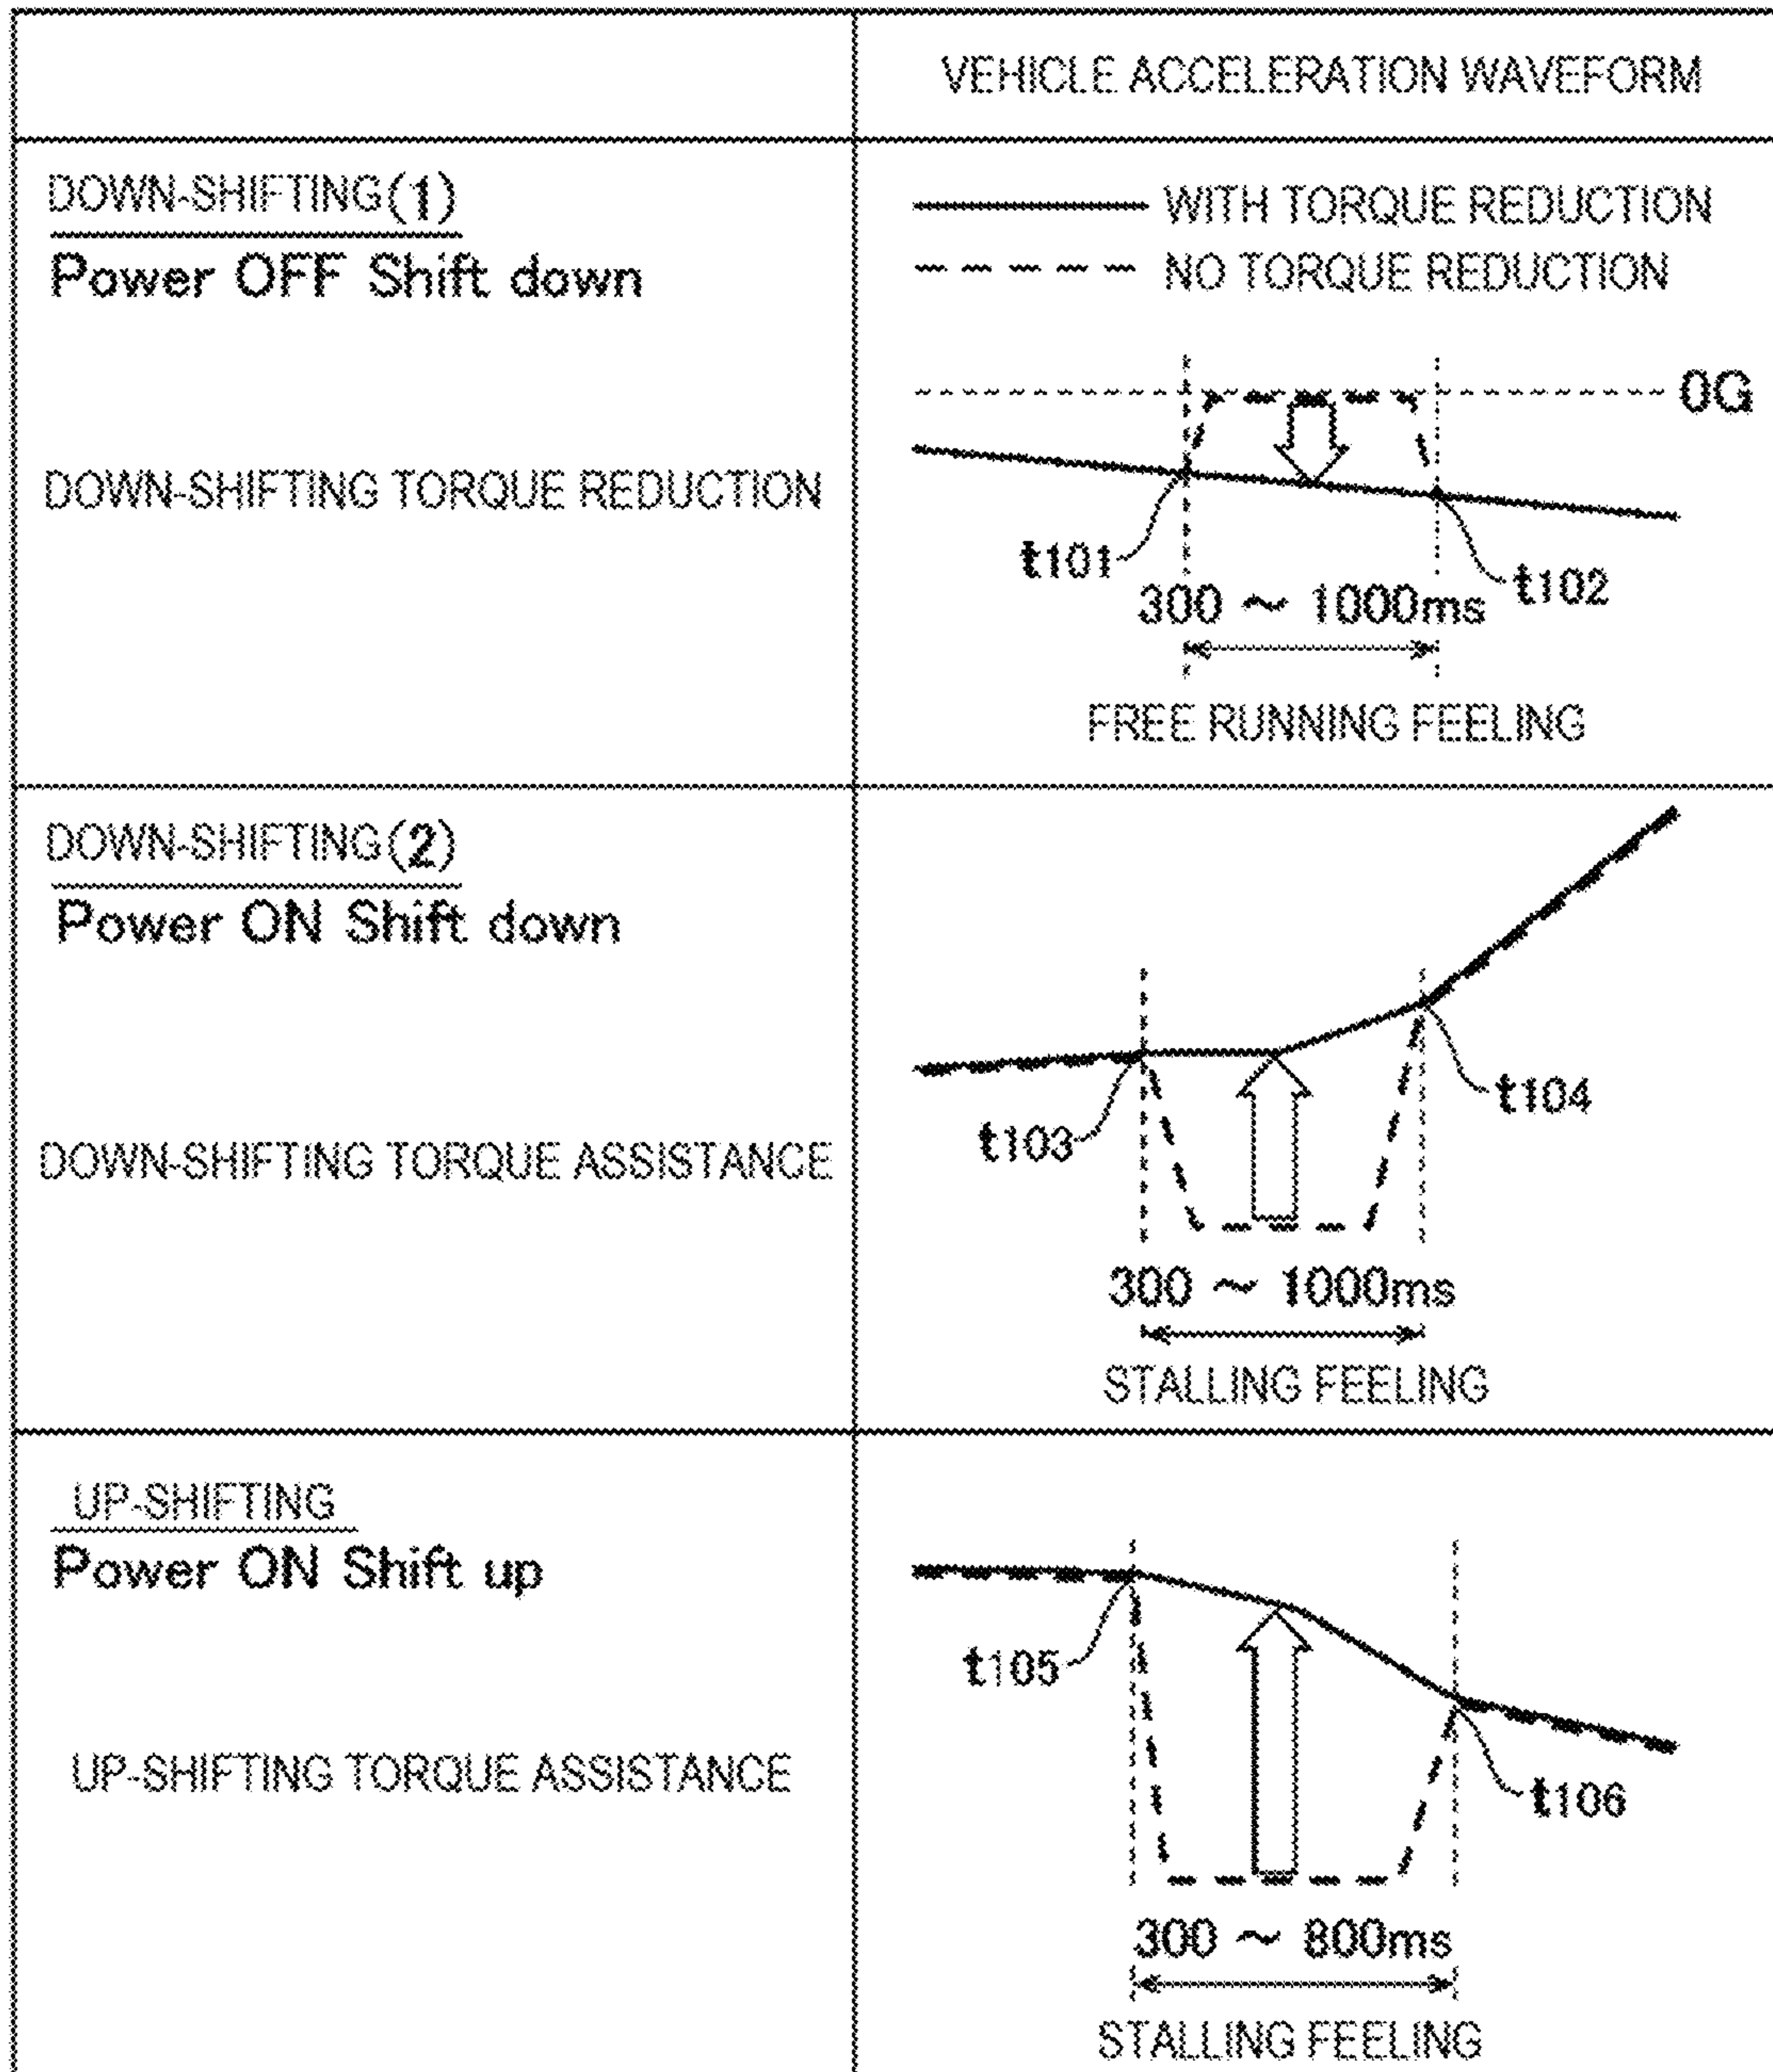 VEHICLE ACCELERATION WAVEFORM
DOWN-SHIFTING(1)
Power OFF Shift down
DOWN-SHIFTING TORQUE REDUCTION
WITH TORQUE REDUCTION
NO TORQUE REDUCTION
0G
t101
t102
300 ~ 1000ms
FREE RUNNING FEELING
DOWN-SHIFTING(2)
Power ON Shift down
DOWN-SHIFTING TORQUE ASSISTANCE
t103
t104
300 ~ 1000ms
STALLING FEELING
UP-SHIFTING
Power ON Shift up
UP-SHIFTING TORQUE ASSISTANCE
t105
t106
300 ~ 800ms
STALLING FEELING